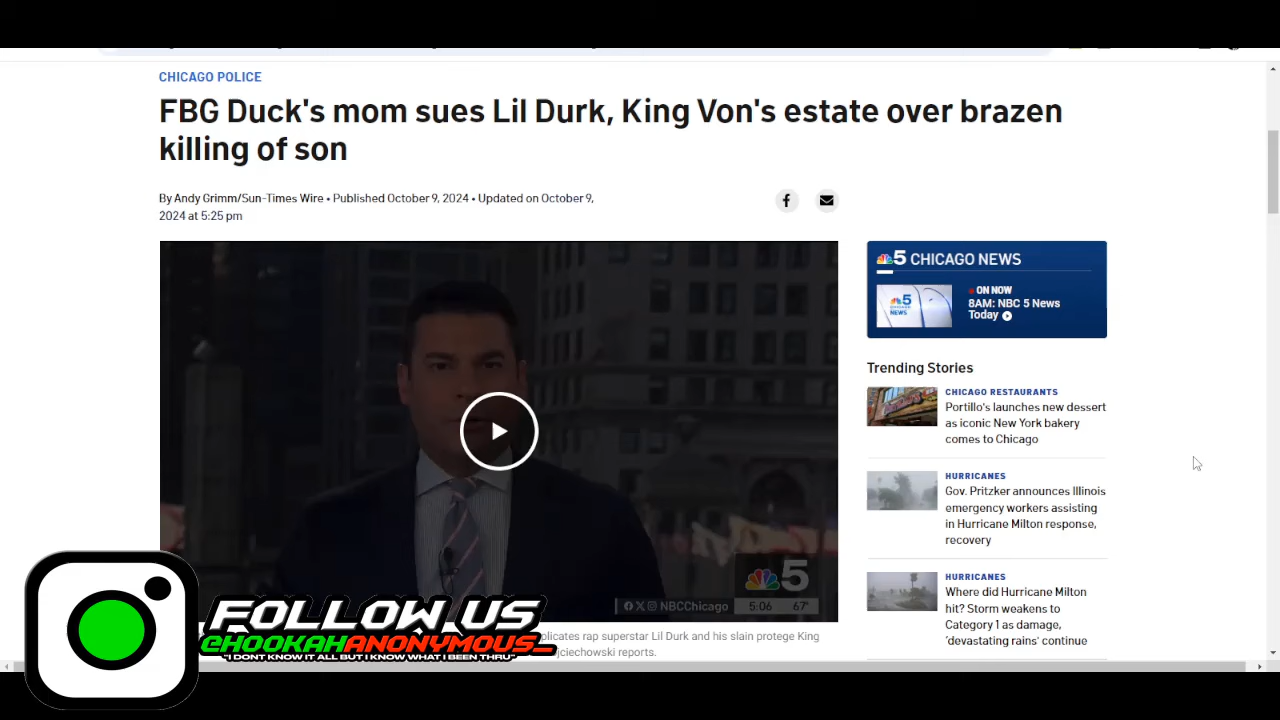 CHICAGO POLICE
FBG Duck's mom sues Lil Durk, King Von's estate over brazen
killing of son
By Andy Grimm/Sun-Times Wire • Published October 9, 2024 • Updated on October 9,
2024 at 5:25 pm
5 CHICAGO NEWS
ON NOW
8AM: NBC 5 News
Today
5
NEWS
Trending Stories
CHICAGO RESTAURANTS
Portillo's launches new dessert
as iconic New York bakery
comes to Chicago
HURRICANES
Gov. Pritzker announces Illinois
emergency workers assisting
in Hurricane Milton response,
recovery
HURRICANES
Where did Hurricane Milton
hit? Storm weakens to
Category 1 as damage,
'devastating rains' continue
5
NBCChicago
5:06 67°
plicates rap superstar Lil Durk and his slain protege King
jciechowski reports.
FOLLOW US
@HOOKAHANONYMOUS_
"I DONT KNOW IT ALL BUT I KNOW WHAT I BEEN THRU"